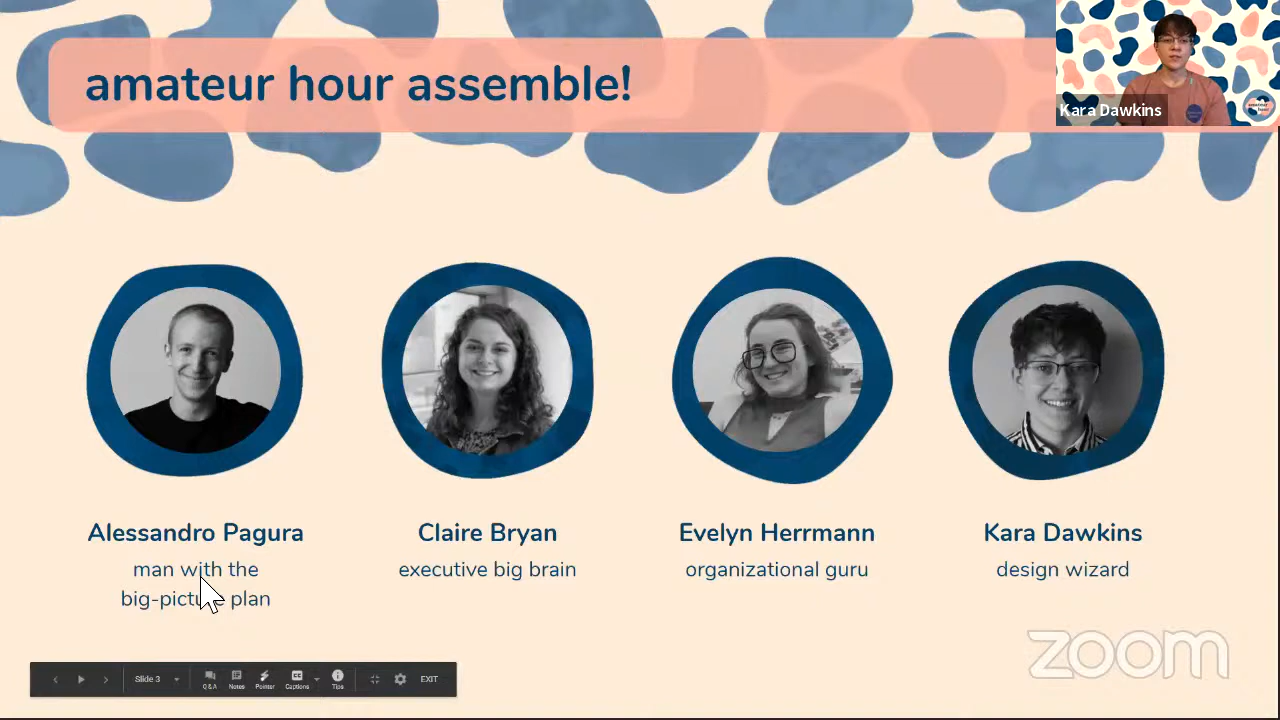 amateur hour assemble!
Kara Dawkins
Alessandro Pagura
man with the
big-picture plan
Claire Bryan
executive big brain
Evelyn Herrmann
organizational guru
Kara Dawkins
design wizard
zoom
Slide 3
Q&A
Notes
Pointer
Captions
Tips
EXIT